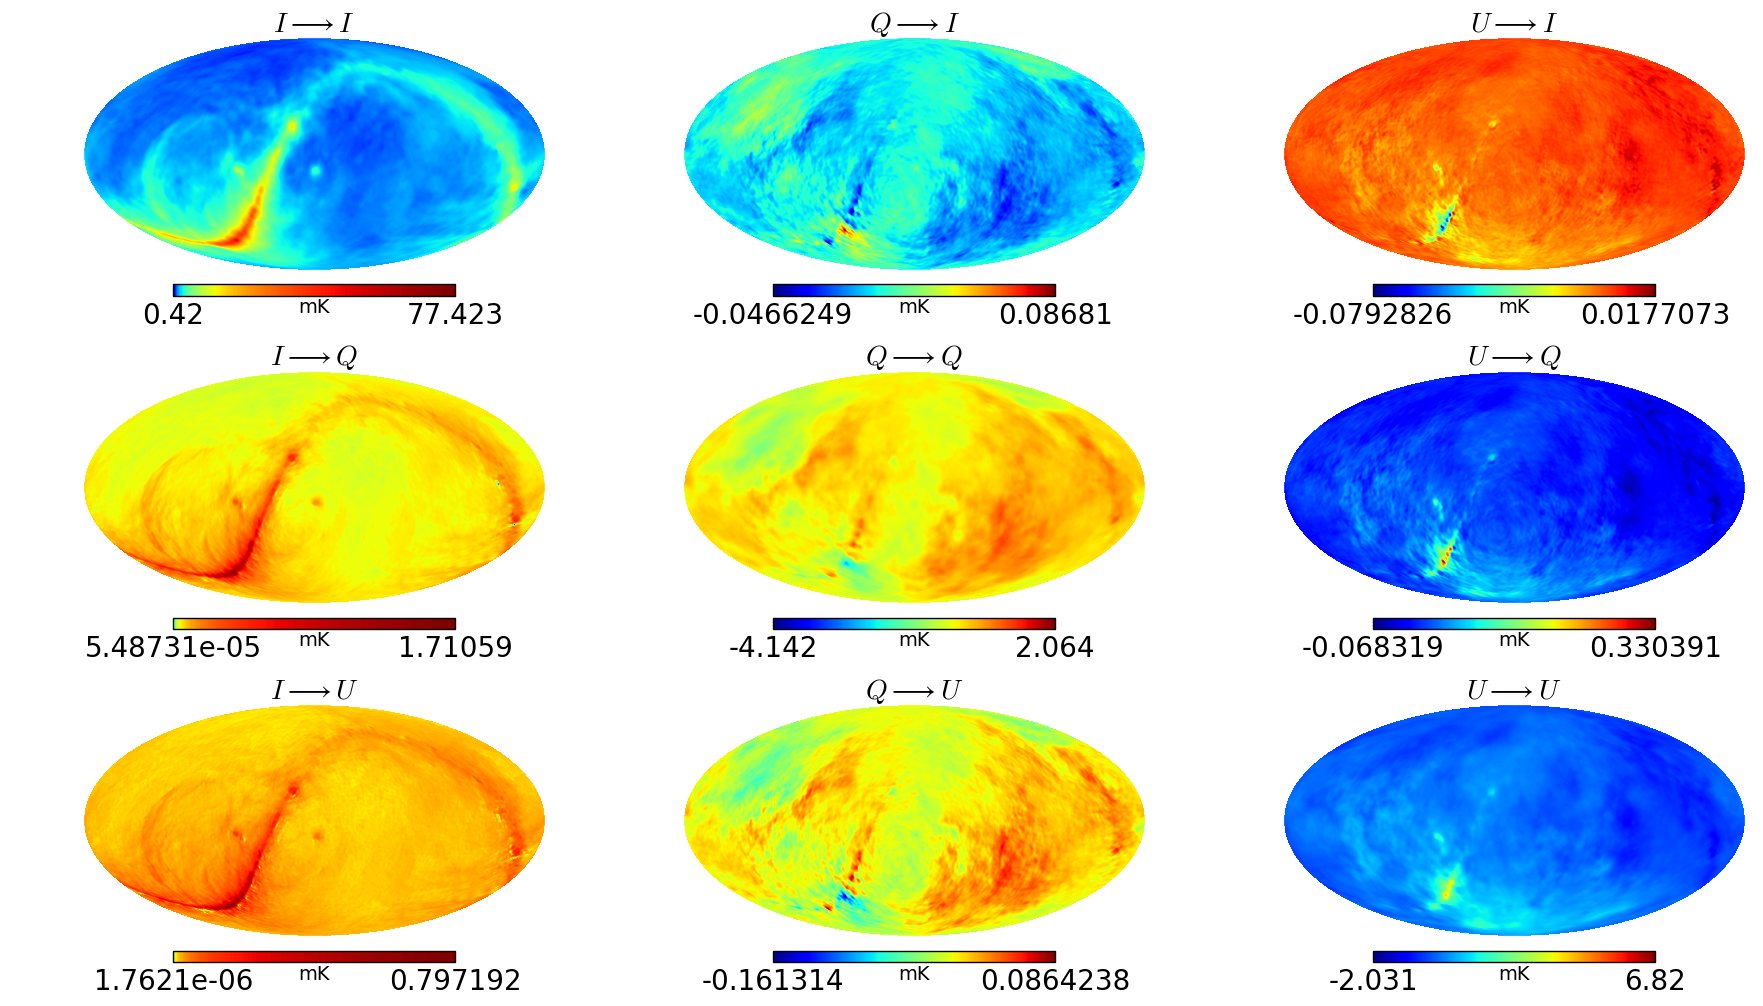 I ⟶ I
Q ⟶ I
U ⟶ I
0.42 mK 77.423
-0.0466249 mK 0.08681
-0.0792826 mK 0.0177073
I ⟶ Q
Q ⟶ Q
U ⟶ Q
5.48731e-05 mK 1.71059
-4.142 mK 2.064
-0.068319 mK 0.330391
I ⟶ U
Q ⟶ U
U ⟶ U
1.7621e-06 mK 0.797192
-0.161314 mK 0.0864238
-2.031 mK 6.82